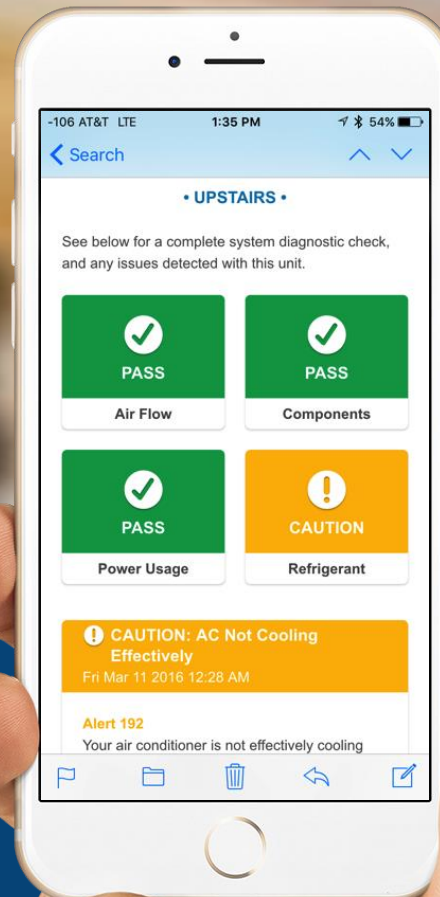 -106 AT&T LTE 1:35 PM 54%
Search
• UPSTAIRS •
See below for a complete system diagnostic check,
and any issues detected with this unit.
PASS PASS
Air Flow Components
PASS CAUTION
Power Usage Refrigerant
CAUTION: AC Not Cooling
Effectively
Fri Mar 11 2016 12:28 AM
Alert 192
Your air conditioner is not effectively cooling